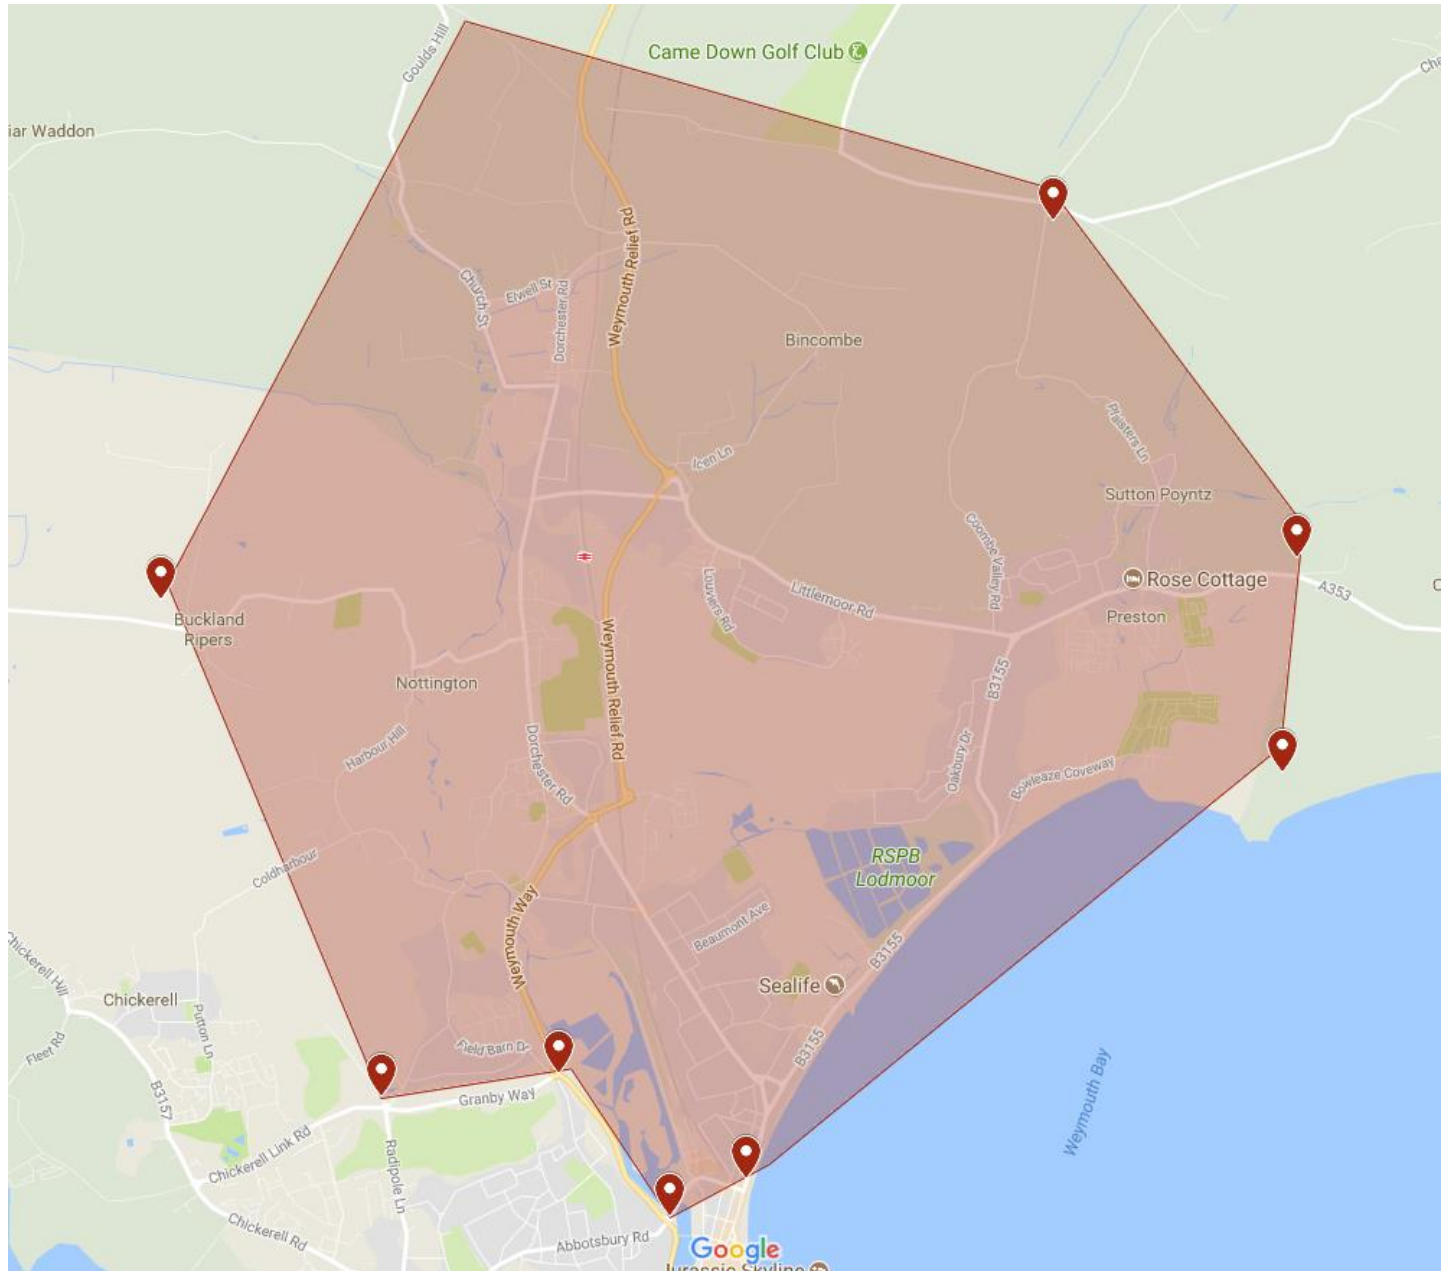 Goulds Hill
Came Down Golf Club
Cha
iar Waddon
Weymouth Relief Rd
Church St
Elwell St
Dorchester Rd
Bincombe
Plaisters Ln
Icen Ln
Sutton Poyntz
Coombe Valley Rd
Louviers Rd
Littlemoor Rd
Rose Cottage
A353
C
Preston
Buckland
Ripers
Nottington
Weymouth Relief Rd
B3155
Harbour Hill
Dorchester Rd
Oakbury Dr
Bowleaze Coveway
RSPB
Lodmoor
Coldharbour
Weymouth Way
Beaumont Ave
B3155
Chickerell Hill
Chickerell
Sealife
Putton Ln
Fleet Rd
Field Barn Dr
B3155
B3157
Granby Way
Weymouth Bay
Chickerell Link Rd
Radipole Ln
Chickerell Rd
Abbotsbury Rd
Google
Jurassic Skyline